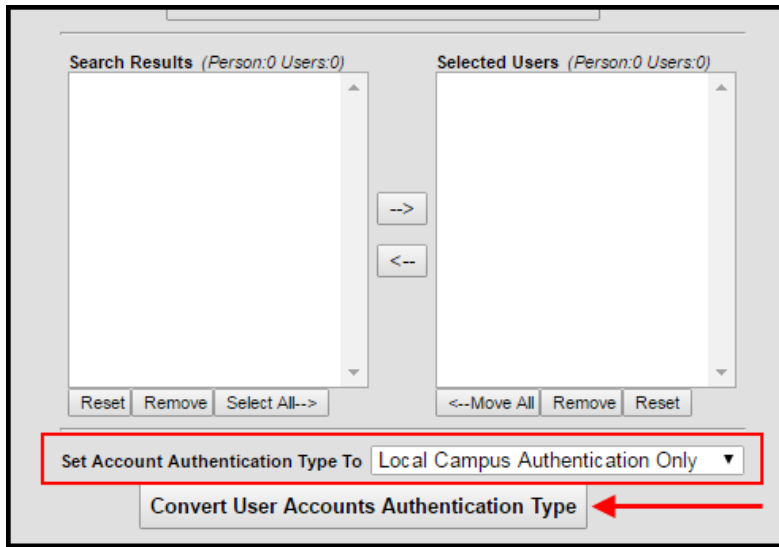 Search Results (Person:0 Users:0)
Selected Users (Person:0 Users:0)
-->
<--
Reset Remove Select All-->
<--Move All Remove Reset
Set Account Authentication Type To Local Campus Authentication Only
Convert User Accounts Authentication Type